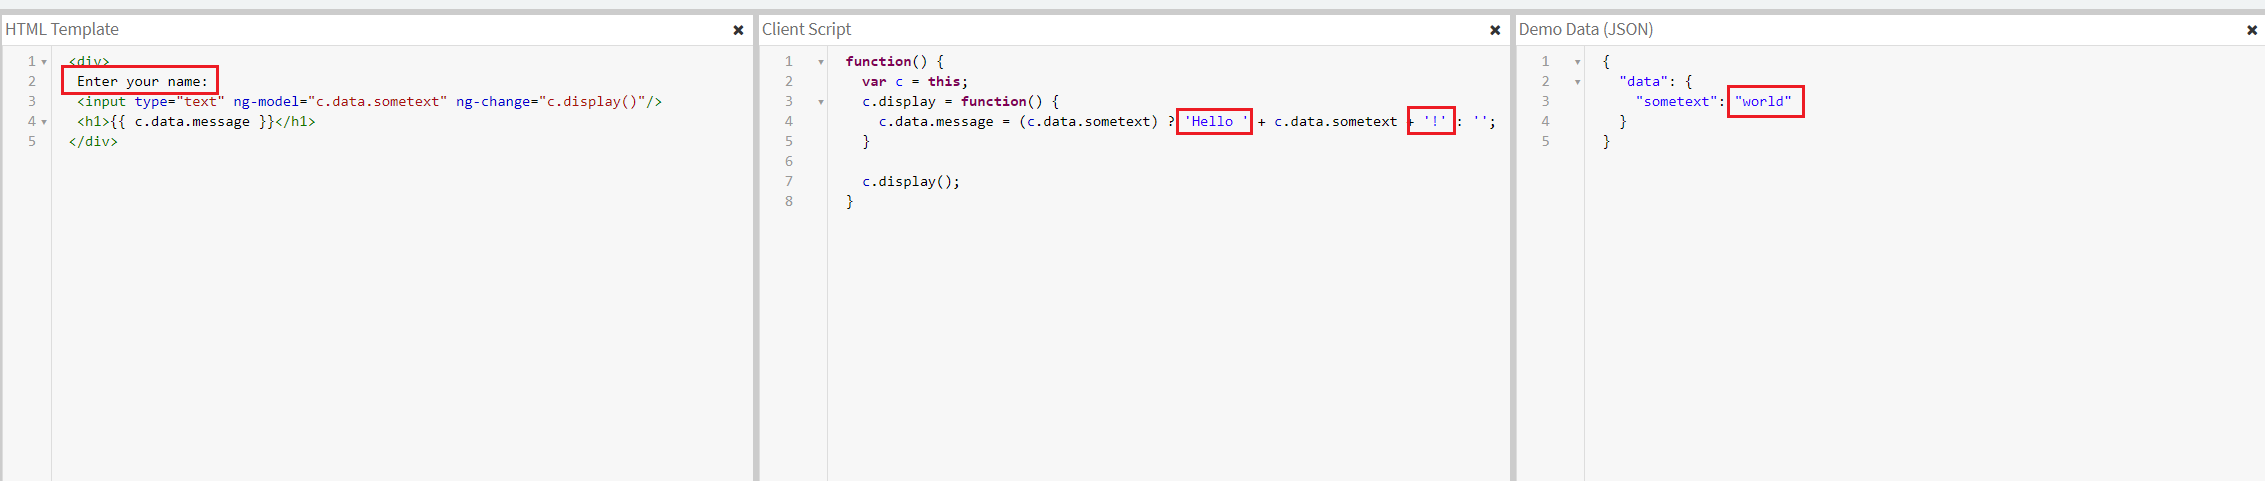 HTML Template
1 <div>
2 Enter your name:
3 <input type="text" ng-model="c.data.sometext" ng-change="c.display()"/>
4 <h1>{{ c.data.message }}</h1>
5 </div>
Client Script
1 function() {
2 var c = this;
3 c.display = function() {
4 c.data.message = (c.data.sometext) ? 'Hello ' + c.data.sometext + '!' : '';
5 }
6
7 c.display();
8 }
Demo Data (JSON)
1 {
2 "data": {
3 "sometext": "world"
4 }
5 }